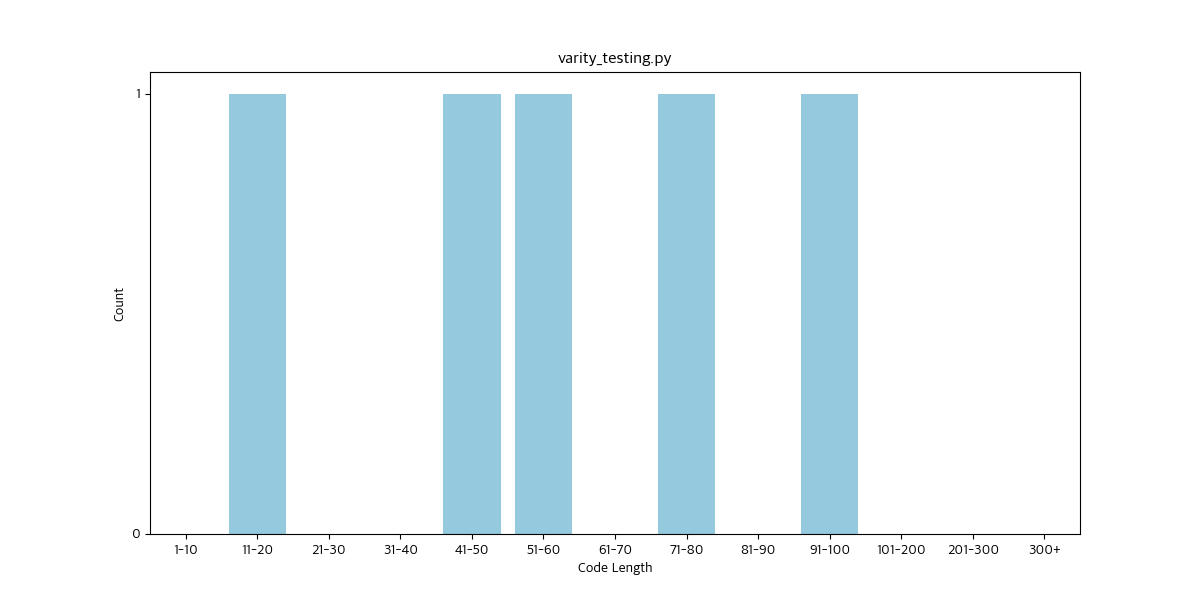 varity_testing.py
1
0
Count
1-10 11-20 21-30 31-40 41-50 51-60 61-70 71-80 81-90 91-100 101-200 201-300 300+
Code Length